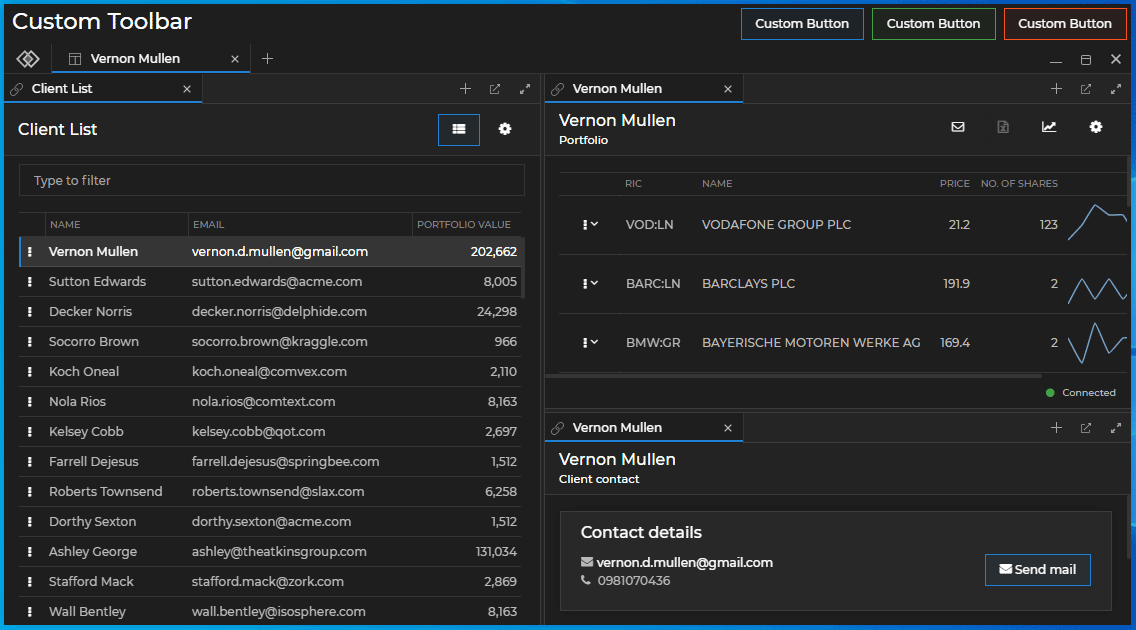 Custom Toolbar
Custom Button
Custom Button
Custom Button
Vernon Mullen
Client List
Client List
Type to filter
NAME EMAIL PORTFOLIO VALUE
Vernon Mullen vernon.d.mullen@gmail.com 202,662
Sutton Edwards sutton.edwards@acme.com 8,005
Decker Norris decker.norris@delphide.com 24,298
Socorro Brown socorro.brown@kraggle.com 966
Koch Oneal koch.oneal@comvex.com 2,110
Nola Rios nola.rios@comtext.com 8,163
Kelsey Cobb kelsey.cobb@qot.com 2,697
Farrell Dejesus farrell.dejesus@springbee.com 1,512
Roberts Townsend roberts.townsend@slax.com 6,258
Dorthy Sexton dorthy.sexton@acme.com 1,512
Ashley George ashley@theatkinsgroup.com 131,034
Stafford Mack stafford.mack@zork.com 2,869
Wall Bentley wall.bentley@isosphere.com 8,163
Vernon Mullen
Vernon Mullen
Portfolio
RIC NAME PRICE NO. OF SHARES
VOD:LN VODAFONE GROUP PLC 21.2 123
BARC:LN BARCLAYS PLC 191.9 2
BMW:GR BAYERISCHE MOTOREN WERKE AG 169.4 2
Connected
Vernon Mullen
Vernon Mullen
Client contact
Contact details
vernon.d.mullen@gmail.com
0981070436
Send mail